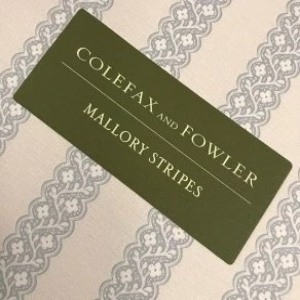 COLEFAX AND FOWLER
MALLORY STRIPES